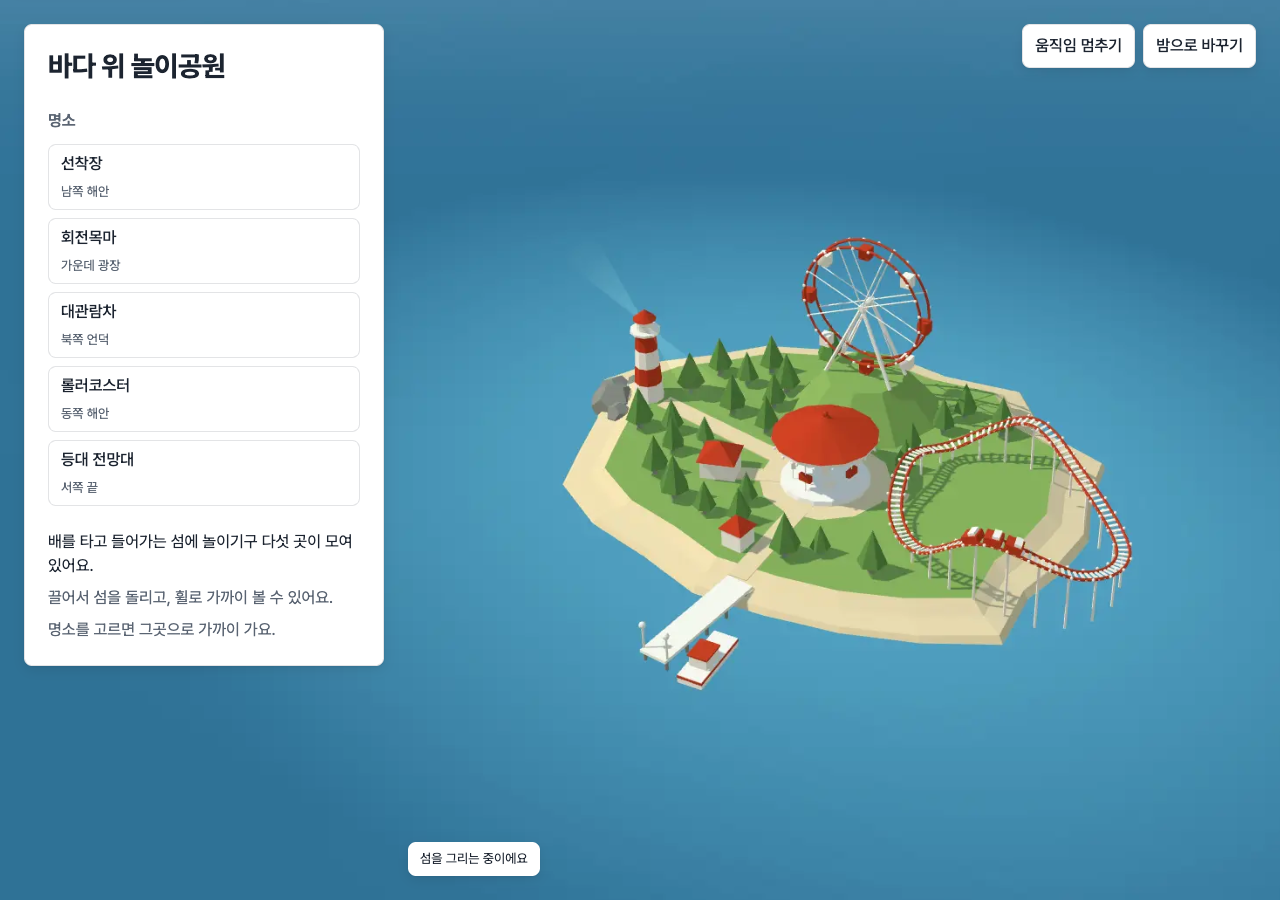 바다 위 놀이공원
움직임 멈추기
밤으로 바꾸기
명소
선착장
남쪽 해안
회전목마
가운데 광장
대관람차
북쪽 언덕
롤러코스터
동쪽 해안
등대 전망대
서쪽 끝
배를 타고 들어가는 섬에 놀이기구 다섯 곳이 모여
있어요.
끌어서 섬을 돌리고, 휠로 가까이 볼 수 있어요.
명소를 고르면 그곳으로 가까이 가요.
섬을 그리는 중이에요